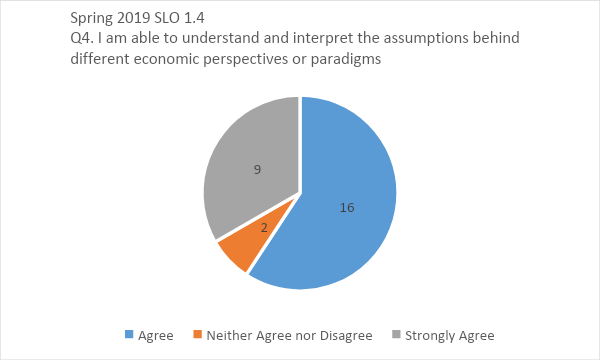 Spring 2019 SLO 1.4
Q4. I am able to understand and interpret the assumptions behind
different economic perspectives or paradigms
9
16
2
Agree
Neither Agree nor Disagree
Strongly Agree